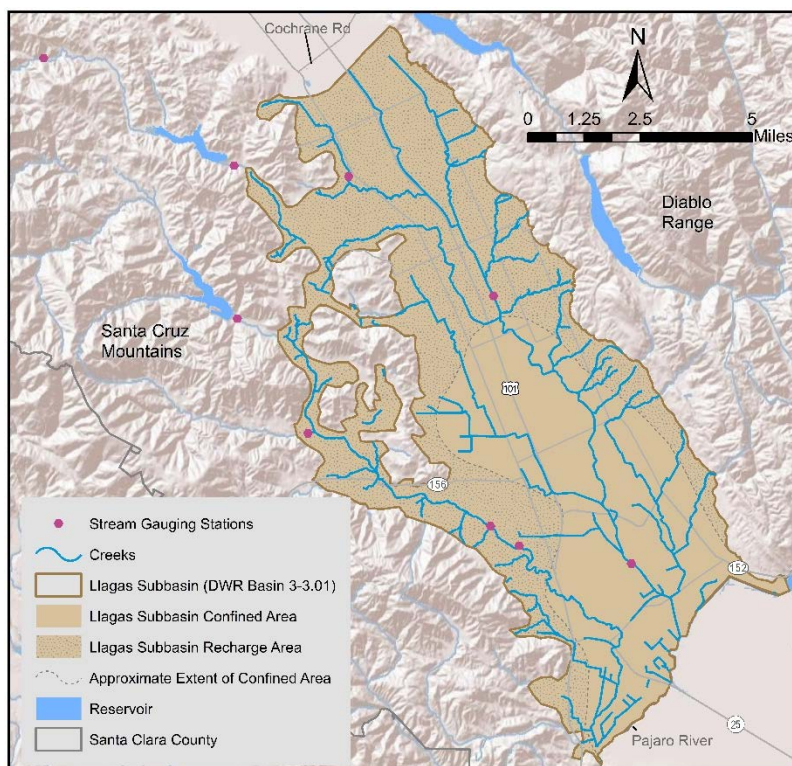 Cochrane Rd
N
0 1.25 2.5 5
Miles
Diablo
Range
Santa Cruz
Mountains
101
156
152
25
Pajaro River
Stream Gauging Stations
Creeks
Llagas Subbasin (DWR Basin 3-3.01)
Llagas Subbasin Confined Area
Llagas Subbasin Recharge Area
Approximate Extent of Confined Area
Reservoir
Santa Clara County